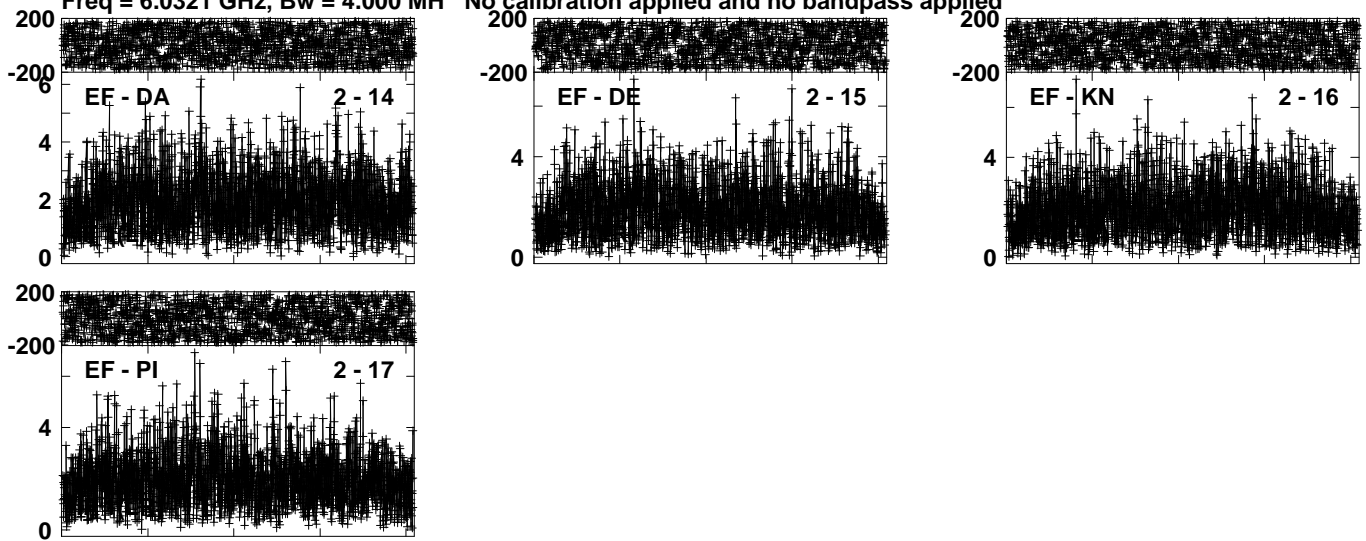 Freq = 6.0321 GHz, Bw = 4.000 MH No calibration applied and no bandpass applied
200 200 200
-200 -200 -200
6
EF - DA 2 - 14 EF - DE 2 - 15 EF - KN 2 - 16
4 4 4
2
0 0 0
200
-200
EF - PI 2 - 17
4
0